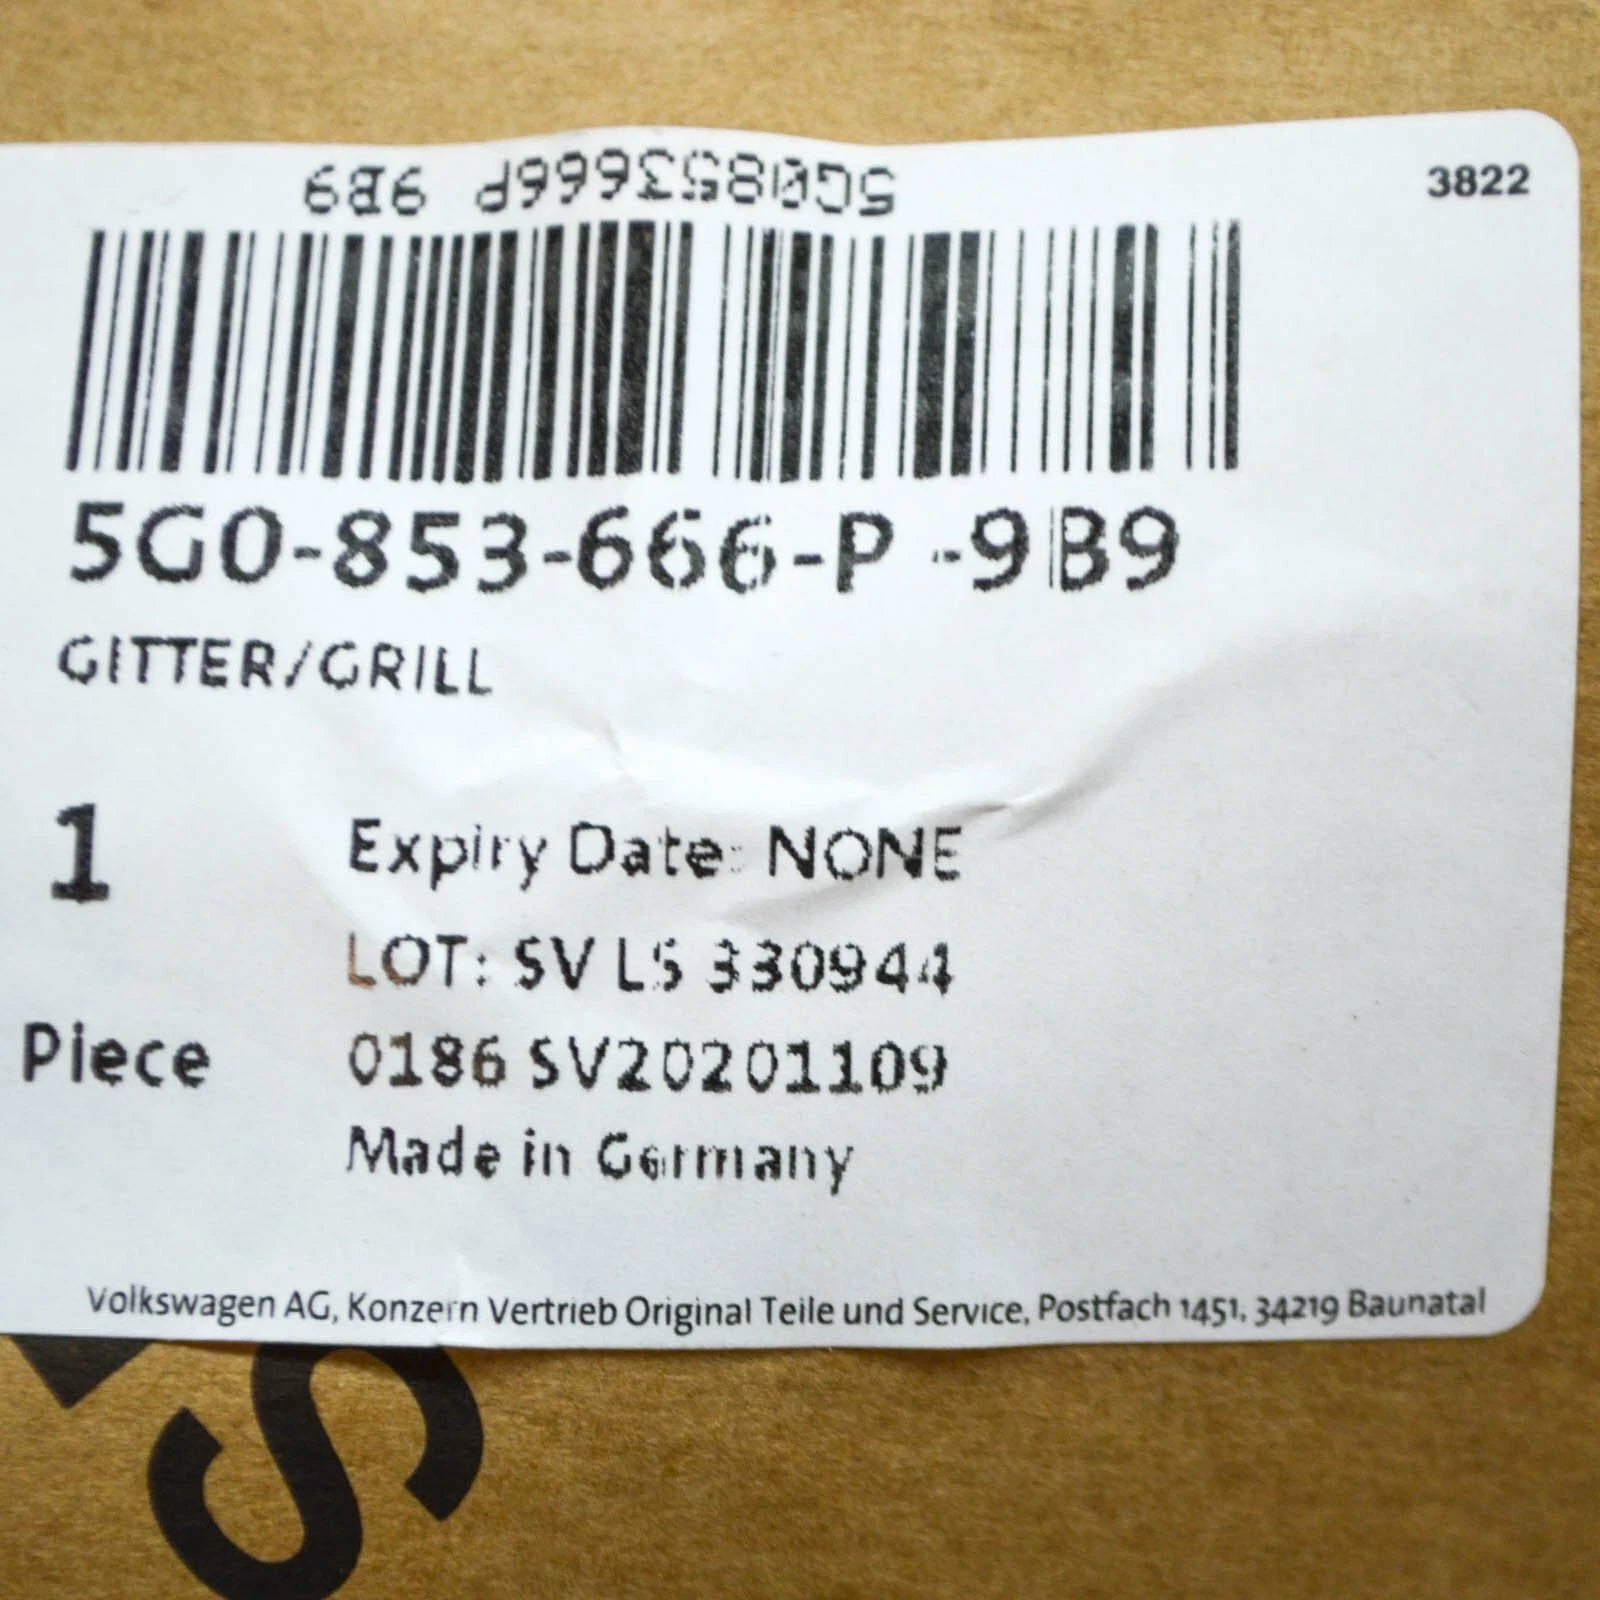 5G0853666P 9B9
3822
5G0-853-666-P -9B9
GITTER/GRILL
1
Expiry Date: NONE
LOT: SV LS 330944
Piece
0186 SV20201109
Made in Germany
Volkswagen AG, Konzern Vertrieb Original Teile und Service, Postfach 1451, 34219 Baunatal
S